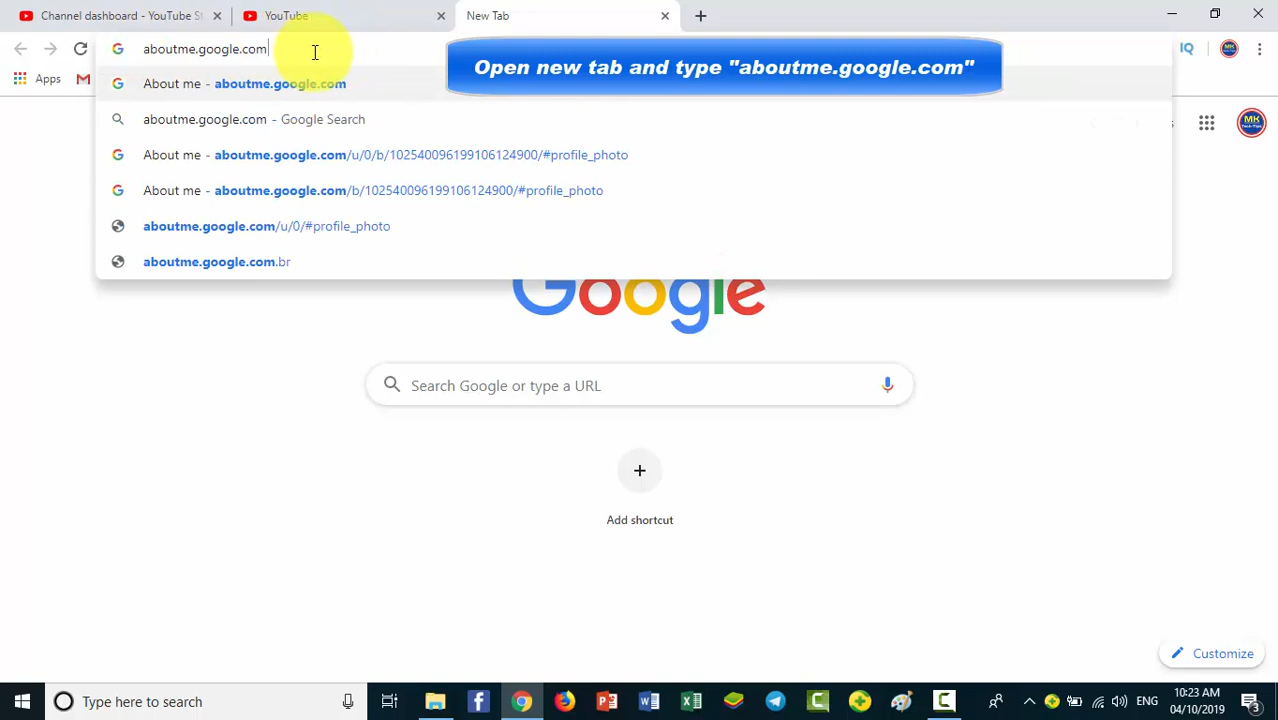 Channel dashboard - YouTube St
YouTube
New Tab
aboutme.google.com
Open new tab and type "aboutme.google.com"
IQ
Apps
About me - aboutme.google.com
aboutme.google.com - Google Search
About me - aboutme.google.com/u/0/b/102540096199106124900/#profile_photo
About me - aboutme.google.com/b/102540096199106124900/#profile_photo
aboutme.google.com/u/0/#profile_photo
aboutme.google.com.br
MK
Google
Search Google or type a URL
Add shortcut
Customize
Type here to search
ENG
10:23 AM
04/10/2019
3